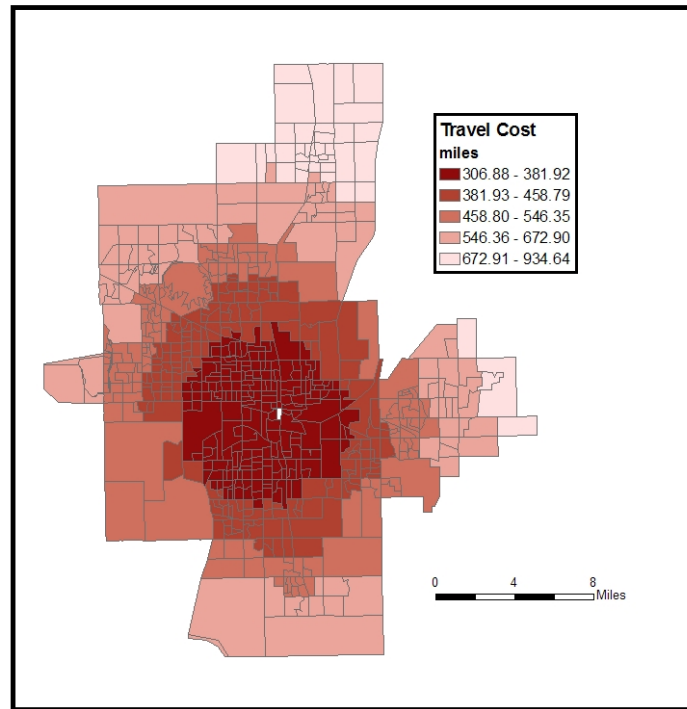 Travel Cost
miles
306.88 - 381.92
381.93 - 458.79
458.80 - 546.35
546.36 - 672.90
672.91 - 934.64
0 4 8
Miles